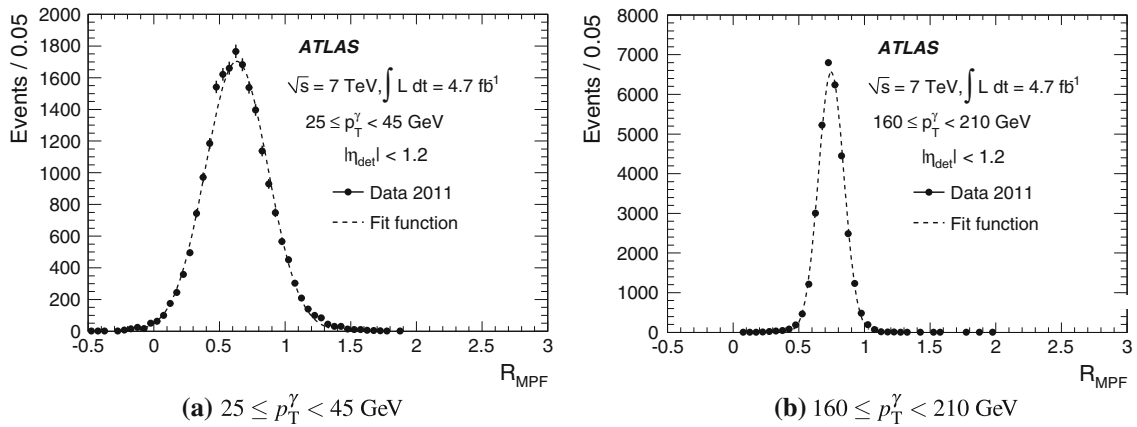 Events / 0.05
1800
1600
1400
1200
1000
800
600
400
200
0
-0.5 0 0.5 1 1.5 2 2.5 3
R_MPF
ATLAS
√s = 7 TeV, ∫ L dt = 4.7 fb⁻¹
25 ≤ p_T^γ < 45 GeV
|η_det| < 1.2
Data 2011
Fit function
(a) 25 ≤ p_T^γ < 45 GeV
Events / 0.05
8000
7000
6000
5000
4000
3000
2000
1000
0
-0.5 0 0.5 1 1.5 2 2.5 3
R_MPF
ATLAS
√s = 7 TeV, ∫ L dt = 4.7 fb⁻¹
160 ≤ p_T^γ < 210 GeV
|η_det| < 1.2
Data 2011
Fit function
(b) 160 ≤ p_T^γ < 210 GeV